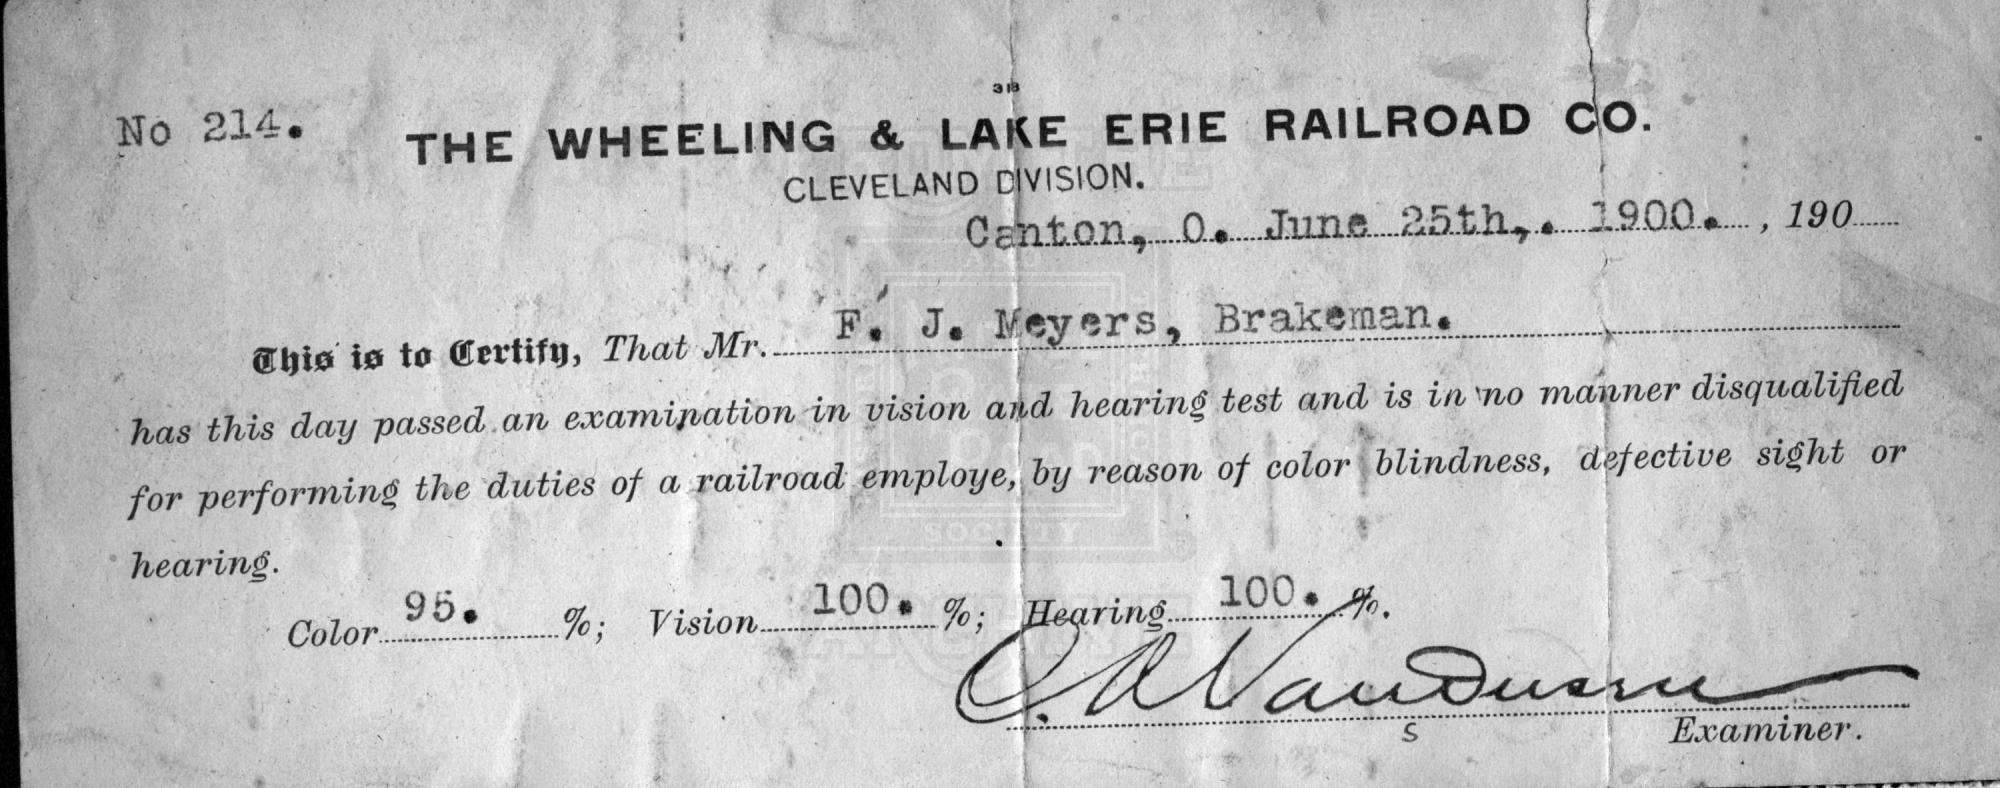 318
No 214. THE WHEELING & LAKE ERIE RAILROAD CO.
CLEVELAND DIVISION.
Canton, O. June 25th,. 1900. , 190
This is to Certify, That Mr. F. J. Meyers, Brakeman.
has this day passed an examination in vision and hearing test and is in no manner disqualified
for performing the duties of a railroad employe, by reason of color blindness, defective sight or
hearing.
Color 95. %; Vision 100. %; Hearing 100. %.
C. A. VanDusen
S
Examiner.
SOCIETY